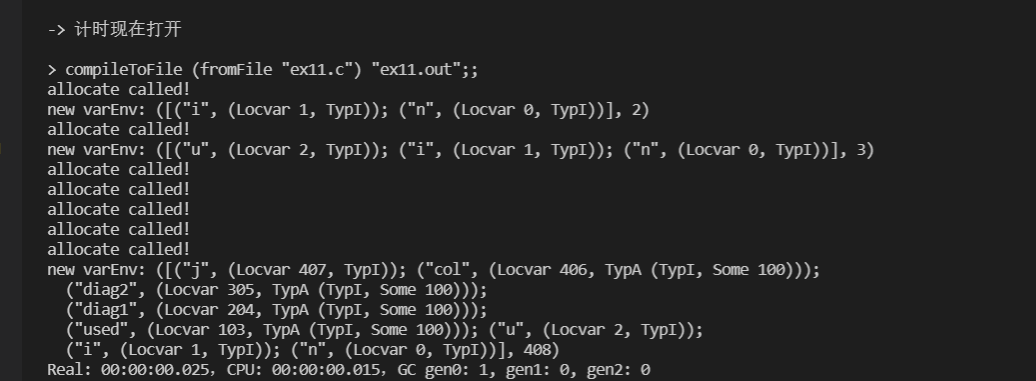 -> 计时现在打开
> compileToFile (fromFile "ex11.c") "ex11.out";;
allocate called!
new varEnv: ([("i", (Locvar 1, TypI)); ("n", (Locvar 0, TypI))], 2)
allocate called!
new varEnv: ([("u", (Locvar 2, TypI)); ("i", (Locvar 1, TypI)); ("n", (Locvar 0, TypI))], 3)
allocate called!
allocate called!
allocate called!
allocate called!
allocate called!
new varEnv: ([("j", (Locvar 407, TypI)); ("col", (Locvar 406, TypA (TypI, Some 100)));
  ("diag2", (Locvar 305, TypA (TypI, Some 100)));
  ("diag1", (Locvar 204, TypA (TypI, Some 100)));
  ("used", (Locvar 103, TypA (TypI, Some 100))); ("u", (Locvar 2, TypI));
  ("i", (Locvar 1, TypI)); ("n", (Locvar 0, TypI))], 408)
Real: 00:00:00.025, CPU: 00:00:00.015, GC gen0: 1, gen1: 0, gen2: 0